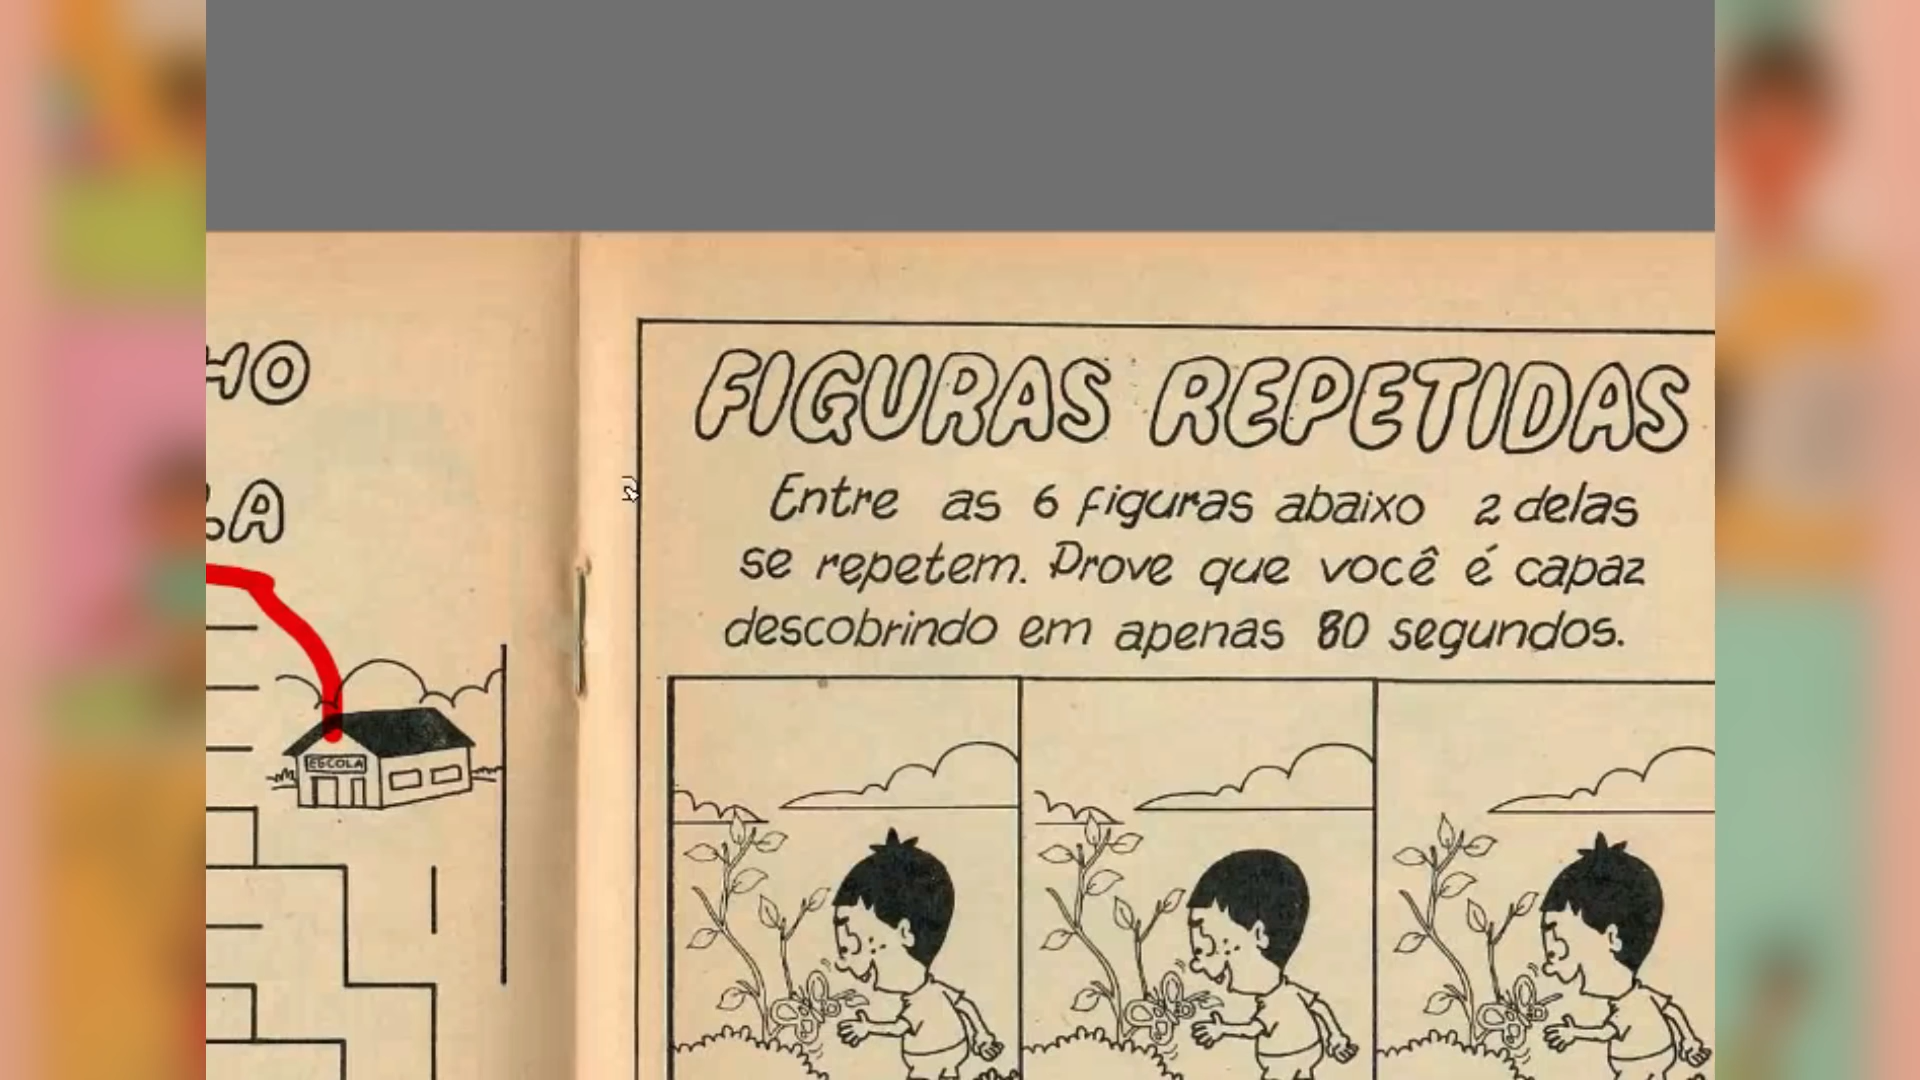 HO
LA
ESCOLA
FIGURAS REPETIDAS
Entre as 6 figuras abaixo 2 delas
se repetem. Prove que você é capaz
descobrindo em apenas 80 segundos.